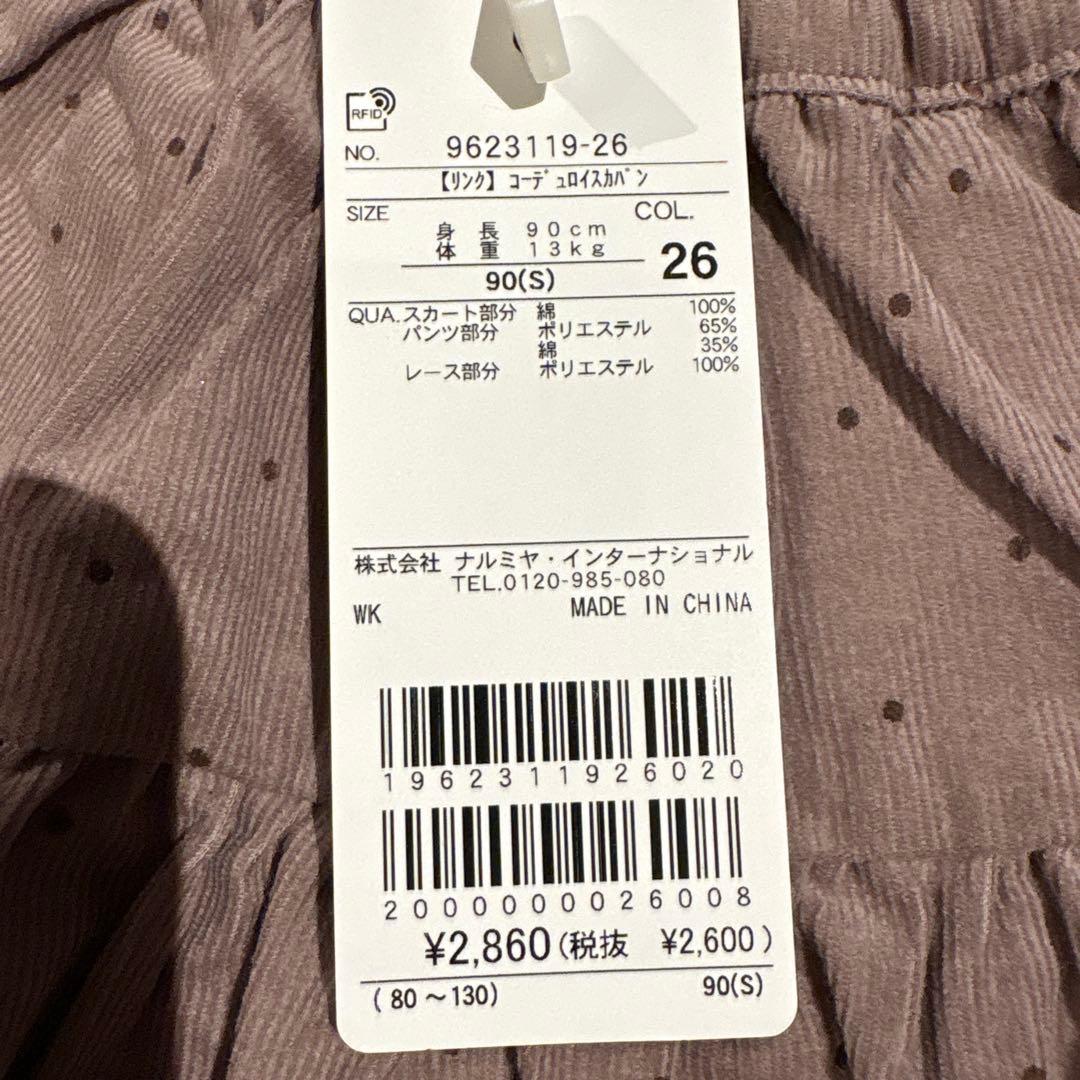 RFID
NO. 9623119-26
【リンク】ｺｰﾃﾞｭﾛｲｽｶﾊﾟﾝ
SIZE COL.
身長 90cm
体重 13kg
90(S) 26
QUA.スカート部分 綿 100%
パンツ部分 ポリエステル 65%
綿 35%
レース部分 ポリエステル 100%
株式会社 ナルミヤ・インターナショナル
TEL.0120-985-080
WK MADE IN CHINA
1962311926020
2000000026008
¥2,860(税抜 ¥2,600)
(80～130) 90(S)